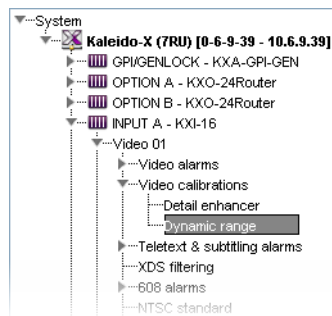 System
Kaleido-X (7RU) [0-6-9-39 - 10.6.9.39]
GPI/GENLOCK - KXA-GPI-GEN
OPTION A - KXO-24Router
OPTION B - KXO-24Router
INPUT A - KXI-16
Video 01
Video alarms
Video calibrations
Detail enhancer
Dynamic range
Teletext & subtitling alarms
XDS filtering
608 alarms
NTSC standard